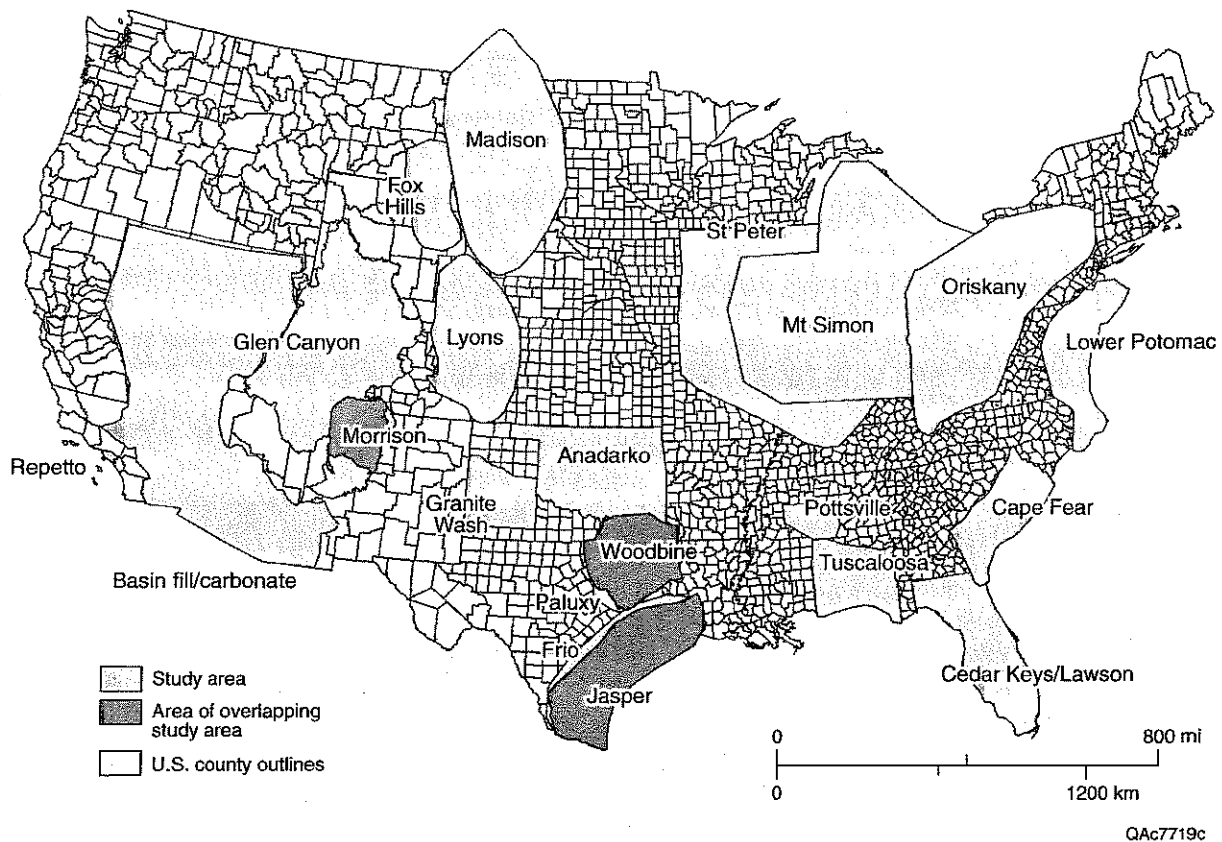 Madison
Fox
Hills
St Peter
Oriskany
Mt Simon
Glen Canyon
Lyons
Lower Potomac
Morrison
Anadarko
Repetto
Granite
Wash
Pottsville
Cape Fear
Woodbine
Tuscaloosa
Basin fill/carbonate
Paluxy
Frio
Cedar Keys/Lawson
Jasper
Study area
Area of overlapping
study area
U.S. county outlines
0 800 mi
0 1200 km
QAc7719c